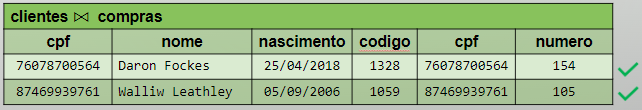 clientes ⋈ compras
cpf nome nascimento codigo cpf numero
76078700564 Daron Fockes 25/04/2018 1328 76078700564 154
87469939761 Walliw Leathley 05/09/2006 1059 87469939761 105